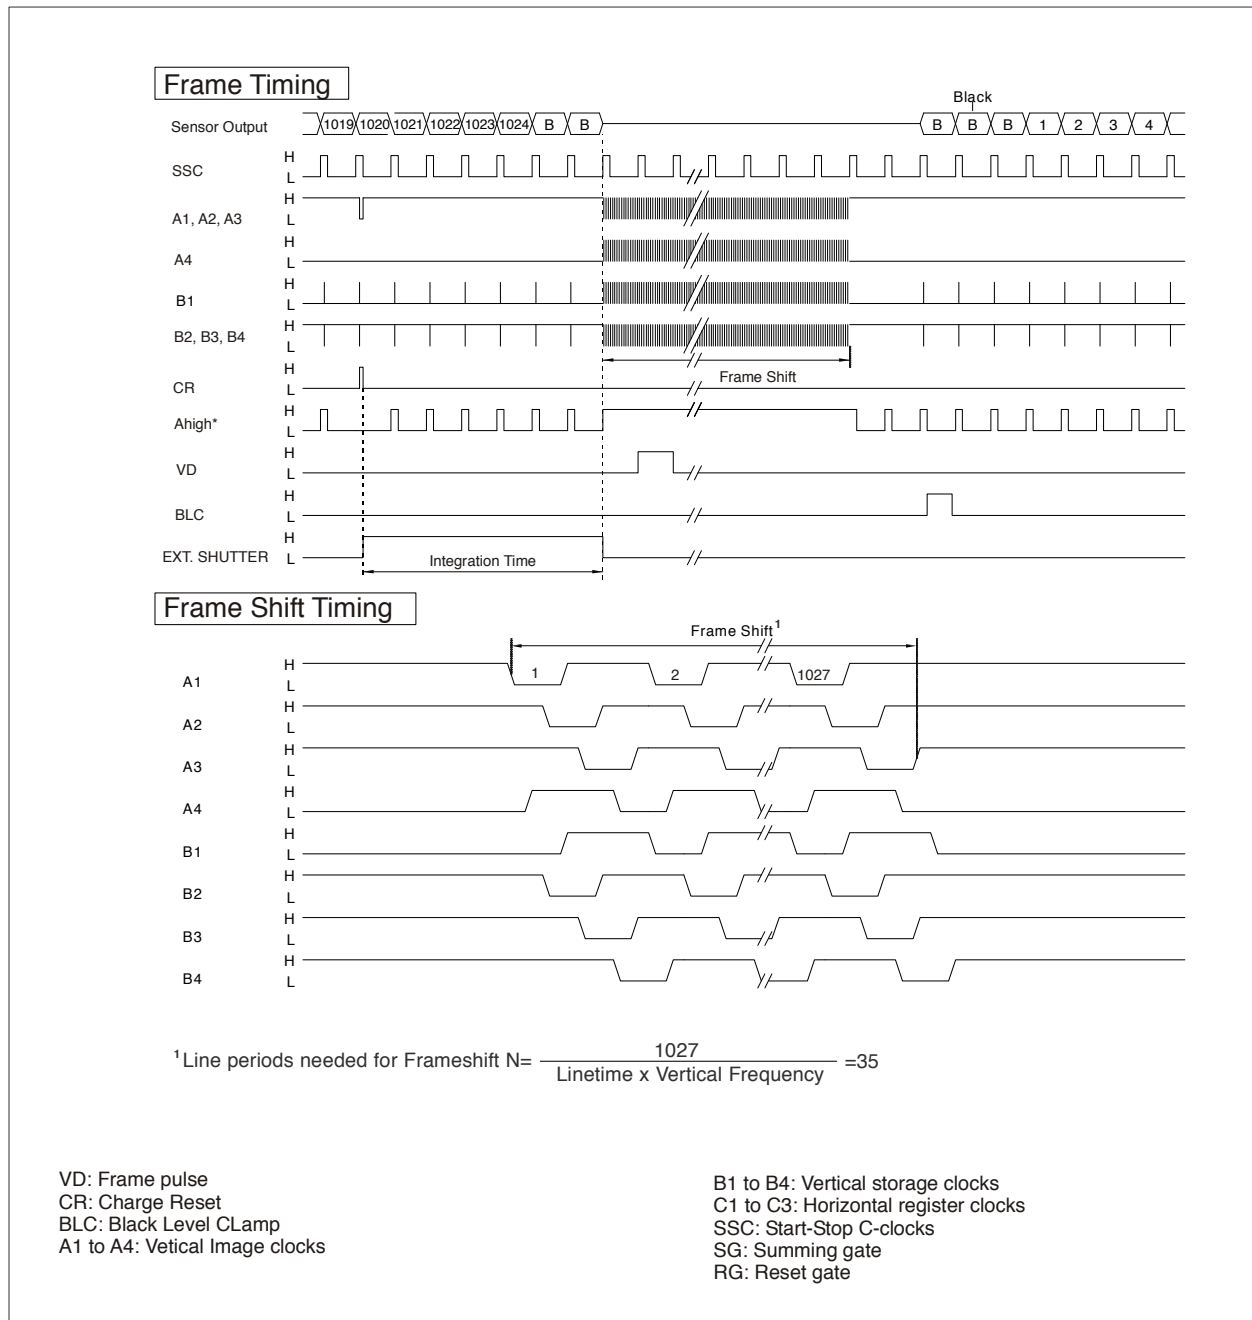 Frame Timing
Black
Sensor Output 1019 1020 1021 1022 1023 1024 B B B B B 1 2 3 4
SSC H L
A1, A2, A3 H L
A4 H L
B1 H L
B2, B3, B4 H L
Frame Shift
CR H L
Ahigh* H L
VD H L
BLC H L
EXT. SHUTTER H L
Integration Time
Frame Shift Timing
Frame Shift1
A1 H L 1 2 1027
A2 H L
A3 H L
A4 H L
B1 H L
B2 H L
B3 H L
B4 H L
1Line periods needed for Frameshift N= 1027 / Linetime x Vertical Frequency =35
VD: Frame pulse
CR: Charge Reset
BLC: Black Level CLamp
A1 to A4: Vetical Image clocks
B1 to B4: Vertical storage clocks
C1 to C3: Horizontal register clocks
SSC: Start-Stop C-clocks
SG: Summing gate
RG: Reset gate